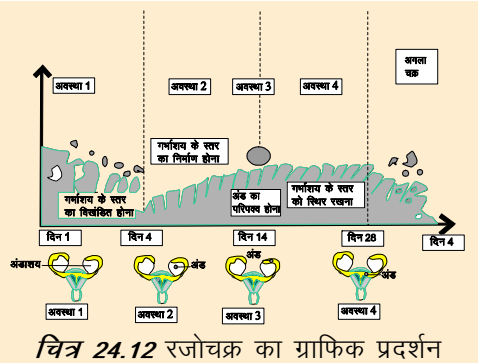 अगला
चक्र
अवस्था 1
अवस्था 2
अवस्था 3
अवस्था 4
गर्भाशय के स्तर
का निर्माण होना
गर्भाशय के स्तर
का विखंडित होना
अंड का
परिपक्व होना
गर्भाशय के स्तर
को स्थिर रखना
दिन 1
दिन 4
दिन 14
दिन 28
दिन 4
अंडाशय
अंड
अंड
अंड
अवस्था 1
अवस्था 2
अवस्था 3
अवस्था 4
चित्र 24.12 रजोचक्र का ग्राफिक प्रदर्शन